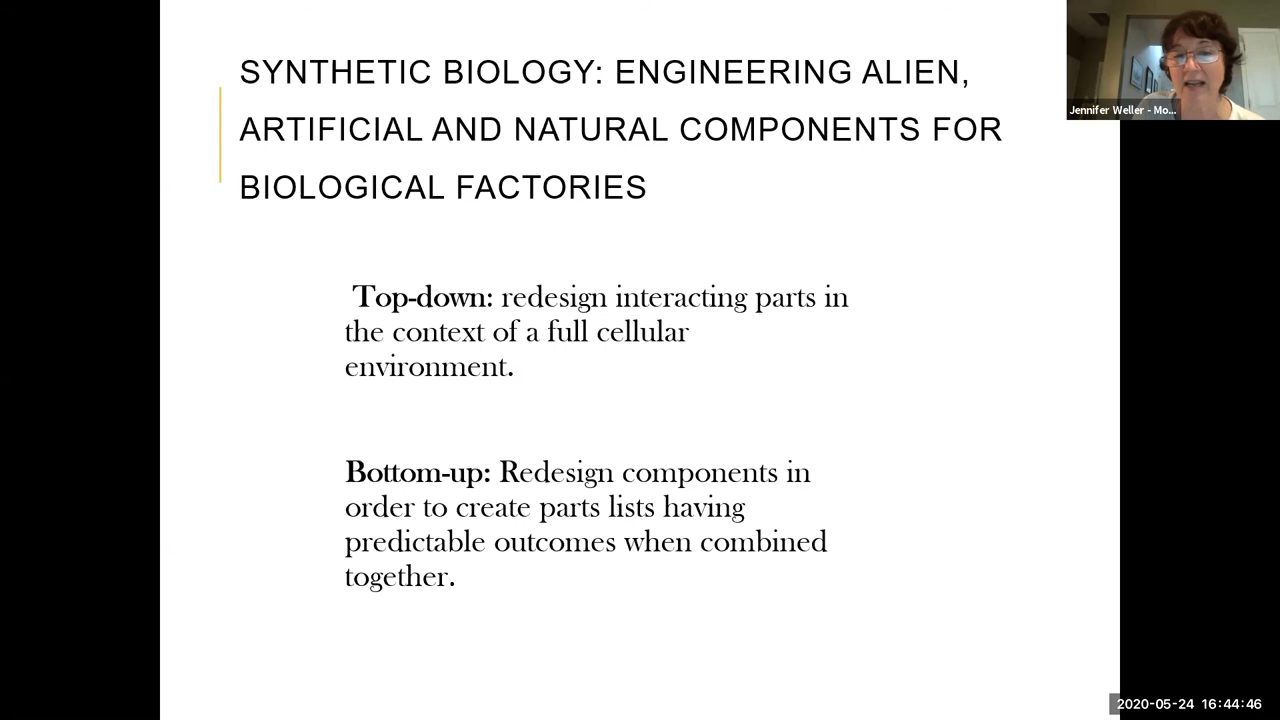 SYNTHETIC BIOLOGY: ENGINEERING ALIEN,
ARTIFICIAL AND NATURAL COMPONENTS FOR
BIOLOGICAL FACTORIES
Jennifer Weller - Mo...
Top-down: redesign interacting parts in
the context of a full cellular
environment.
Bottom-up: Redesign components in
order to create parts lists having
predictable outcomes when combined
together.
2020-05-24 16:44:46